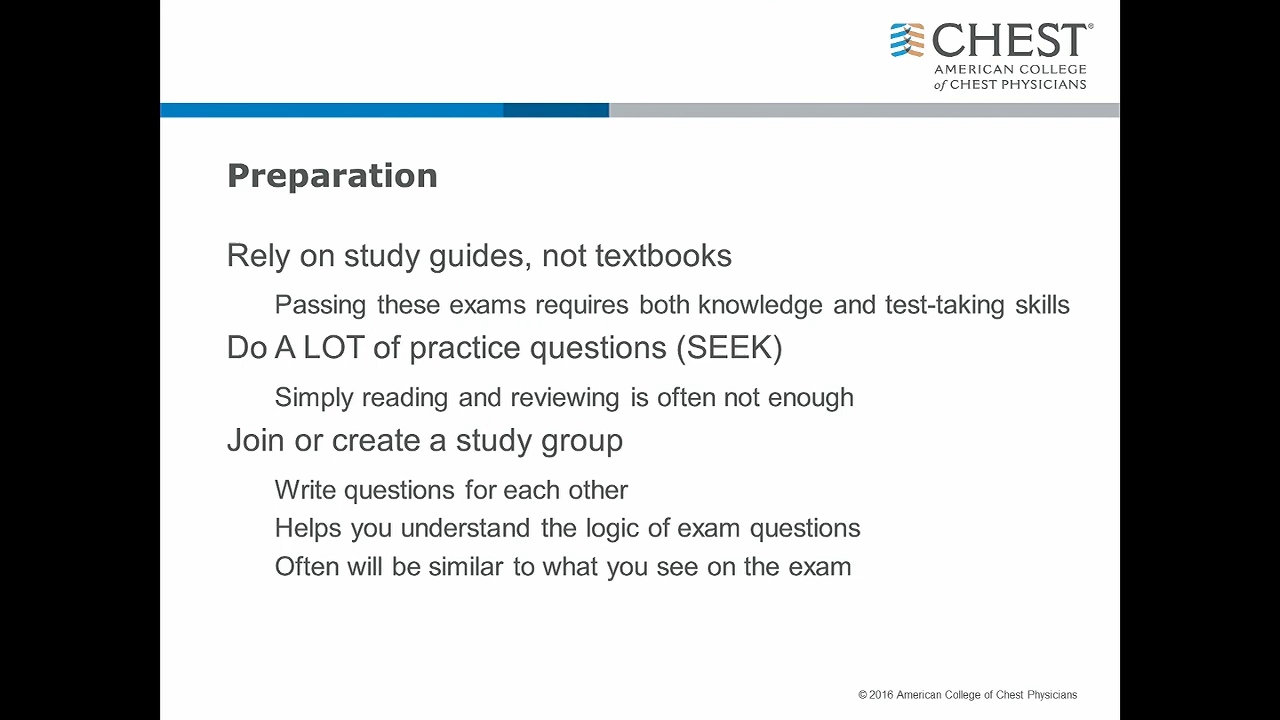 CHEST®
AMERICAN COLLEGE
of CHEST PHYSICIANS
Preparation
Rely on study guides, not textbooks
Passing these exams requires both knowledge and test-taking skills
Do A LOT of practice questions (SEEK)
Simply reading and reviewing is often not enough
Join or create a study group
Write questions for each other
Helps you understand the logic of exam questions
Often will be similar to what you see on the exam
© 2016 American College of Chest Physicians